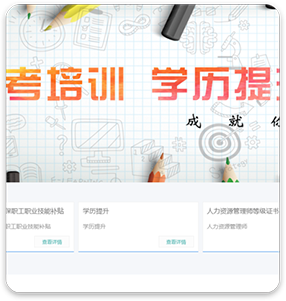 考培训 学历提
成 就
职工职业技能补贴 学历提升 人力资源管理师等级证书
职工职业技能补贴 学历提升 人力资源管理师
查看详情 查看详情